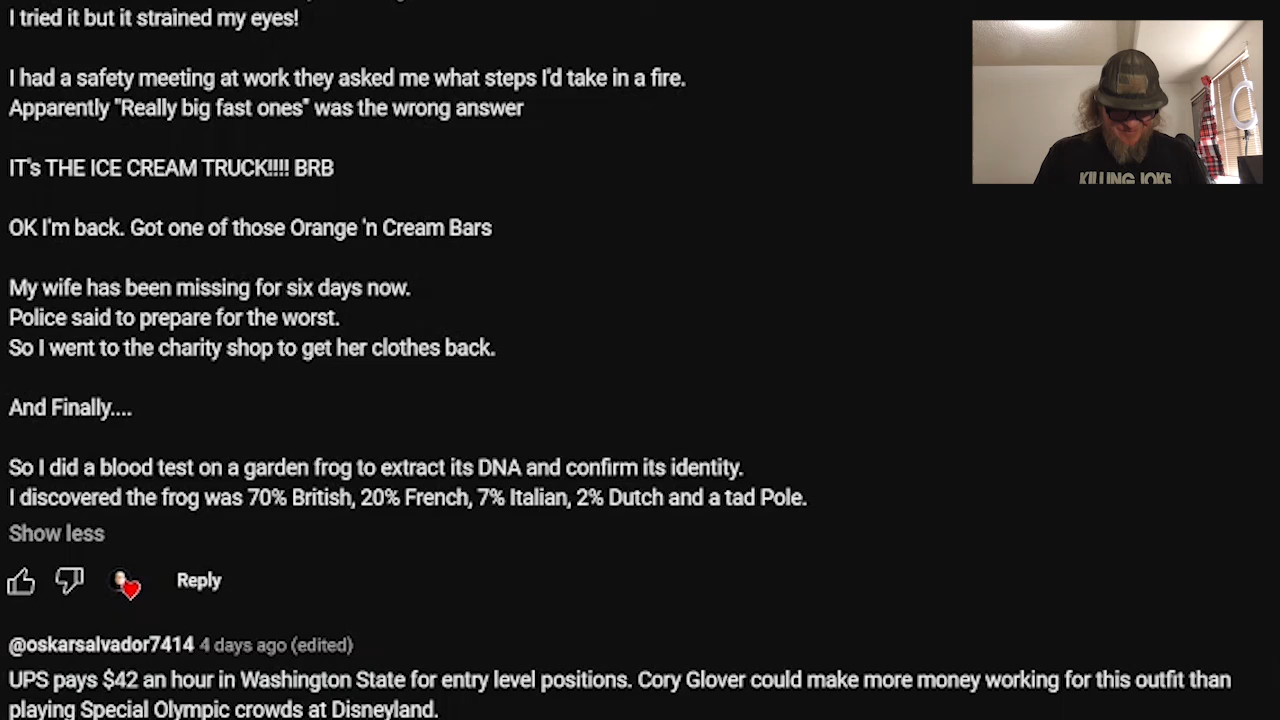 I tried it but it strained my eyes!
I had a safety meeting at work they asked me what steps I'd take in a fire.
Apparently "Really big fast ones" was the wrong answer
IT's THE ICE CREAM TRUCK!!!! BRB
OK I'm back. Got one of those Orange 'n Cream Bars
My wife has been missing for six days now.
Police said to prepare for the worst.
So I went to the charity shop to get her clothes back.
And Finally....
So I did a blood test on a garden frog to extract its DNA and confirm its identity.
I discovered the frog was 70% British, 20% French, 7% Italian, 2% Dutch and a tad Pole.
Show less
Reply
@oskarsalvador7414 4 days ago (edited)
UPS pays $42 an hour in Washington State for entry level positions. Cory Glover could make more money working for this outfit than
playing Special Olympic crowds at Disneyland.
KILLING JOKE